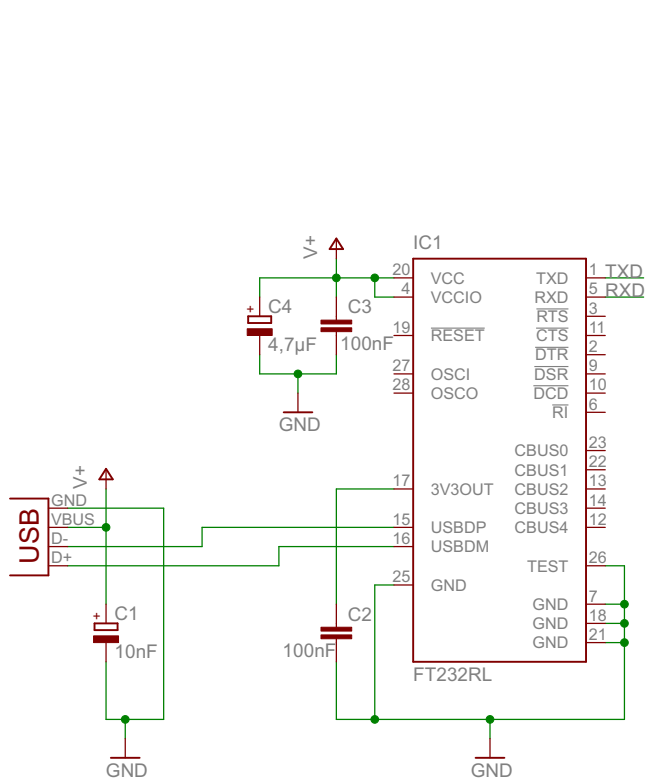 V+
IC1
C4
4,7µF
C3
100nF
GND
20 VCC
4 VCCIO
19 RESET
27 OSCI
28 OSCO
17 3V3OUT
15 USBDP
16 USBDM
25 GND
TXD 1 TXD
RXD 5 RXD
RTS 3
CTS 11
DTR 2
DSR 9
DCD 10
RI 6
CBUS0 23
CBUS1 22
CBUS2 13
CBUS3 14
CBUS4 12
TEST 26
GND 7
GND 18
GND 21
FT232RL
V+
USB
GND
VBUS
D-
D+
C1
10nF
C2
100nF
GND
GND